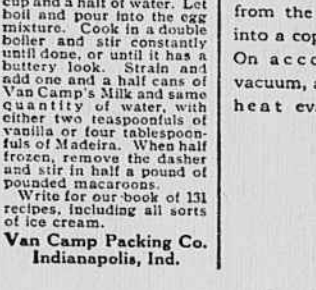 cup and a half of water. Let
boil and pour into the egg
mixture. Cook in a double
boiler and stir constantly
until done, or until it has a
buttery look. Strain and
add one and a half cans of
Van Camp's Milk and same
quantity of water, with
either two teaspoonfuls of
vanilla or four tablespoon-
fuls of Madeira. When half
frozen, remove the dasher
and stir in half a pound of
pounded macaroons.
Write for our book of 131
recipes, including all sorts
of ice cream.
Van Camp Packing Co.
Indianapolis, Ind.
from the
into a cop
On acco
vacuum, a
heat ev